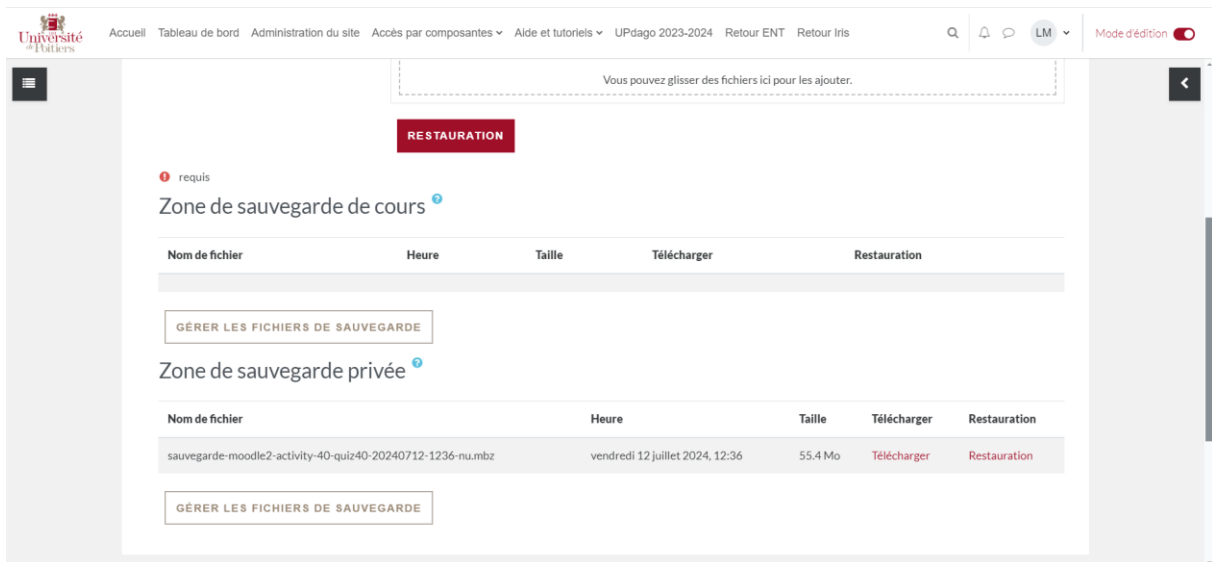 Université
de Poitiers
Accueil Tableau de bord Administration du site Accès par composantes Aide et tutoriels UPdago 2023-2024 Retour ENT Retour Iris LM Mode d'édition
Vous pouvez glisser des fichiers ici pour les ajouter.
RESTAURATION
requis
Zone de sauvegarde de cours
Nom de fichier Heure Taille Télécharger Restauration
GÉRER LES FICHIERS DE SAUVEGARDE
Zone de sauvegarde privée
Nom de fichier Heure Taille Télécharger Restauration
sauvegarde-moodle2-activity-40-quiz40-20240712-1236-nu.mbz vendredi 12 juillet 2024, 12:36 55.4 Mo Télécharger Restauration
GÉRER LES FICHIERS DE SAUVEGARDE